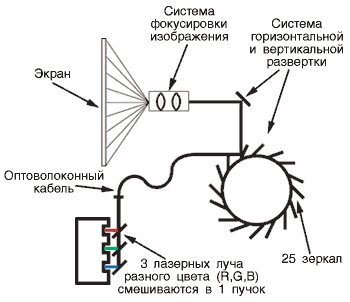 Система
фокусировки
изображения
Система
горизонтальной
и вертикальной
развертки
Экран
Оптоволоконный
кабель
25 зеркал
3 лазерных луча
разного цвета (R,G,B)
смешиваются в 1 пучок